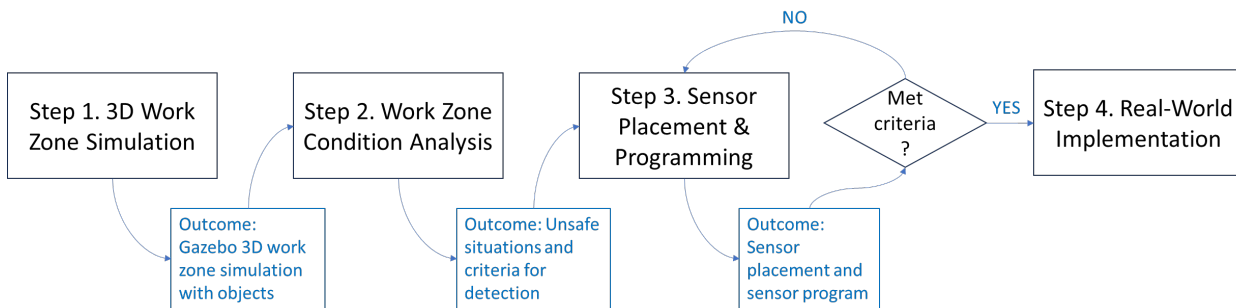 NO
Step 1. 3D Work
Zone Simulation
Step 2. Work Zone
Condition Analysis
Step 3. Sensor
Placement &
Programming
Met
criteria
?
YES
Step 4. Real-World
Implementation
Outcome:
Gazebo 3D work
zone simulation
with objects
Outcome: Unsafe
situations and
criteria for
detection
Outcome:
Sensor
placement and
sensor program